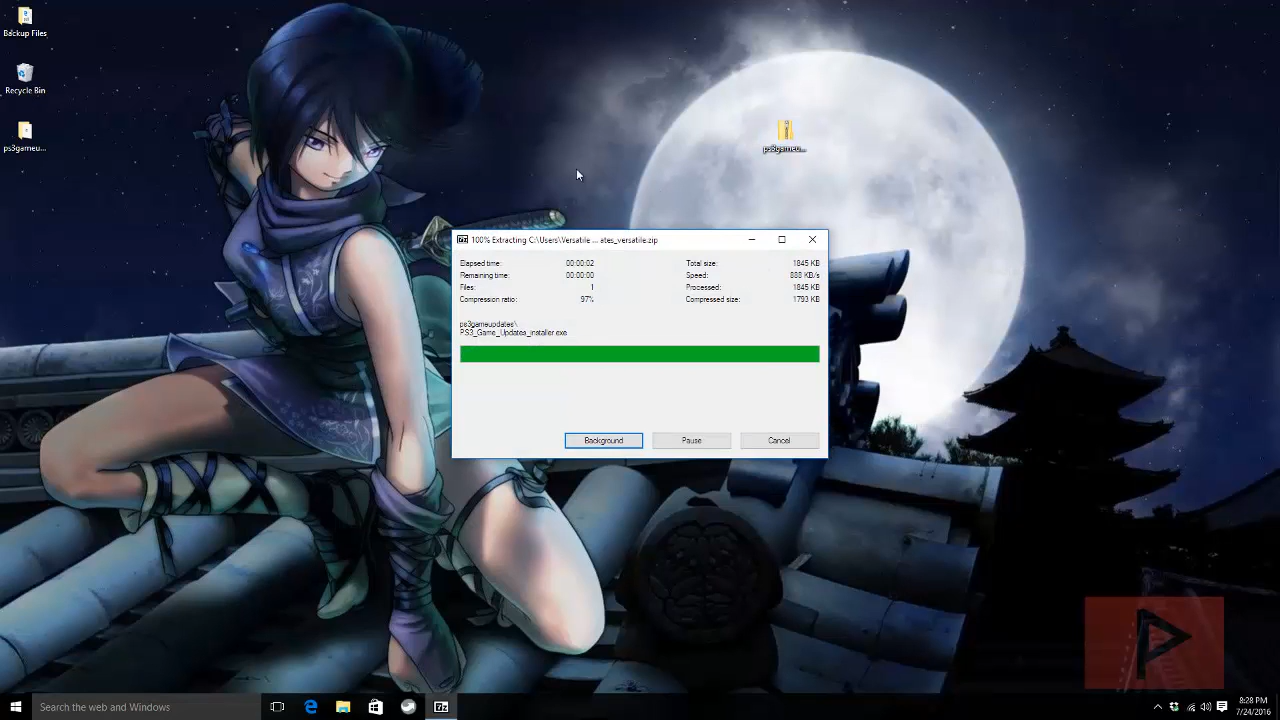 Backup Files
Recycle Bin
ps3gameu...
ps3gameu...
100% Extracting C:\Users\Versatile ... ates_versatile.zip
Elapsed time: 00:00:02 Total size: 1845 KB
Remaining time: 00:00:00 Speed: 888 KB/s
Files: 1 Processed: 1845 KB
Compression ratio: 97% Compressed size: 1793 KB
ps3gameupdates\
PS3_Game_Updates_installer.exe
Background Pause Cancel
P
Search the web and Windows
8:28 PM
7/24/2016